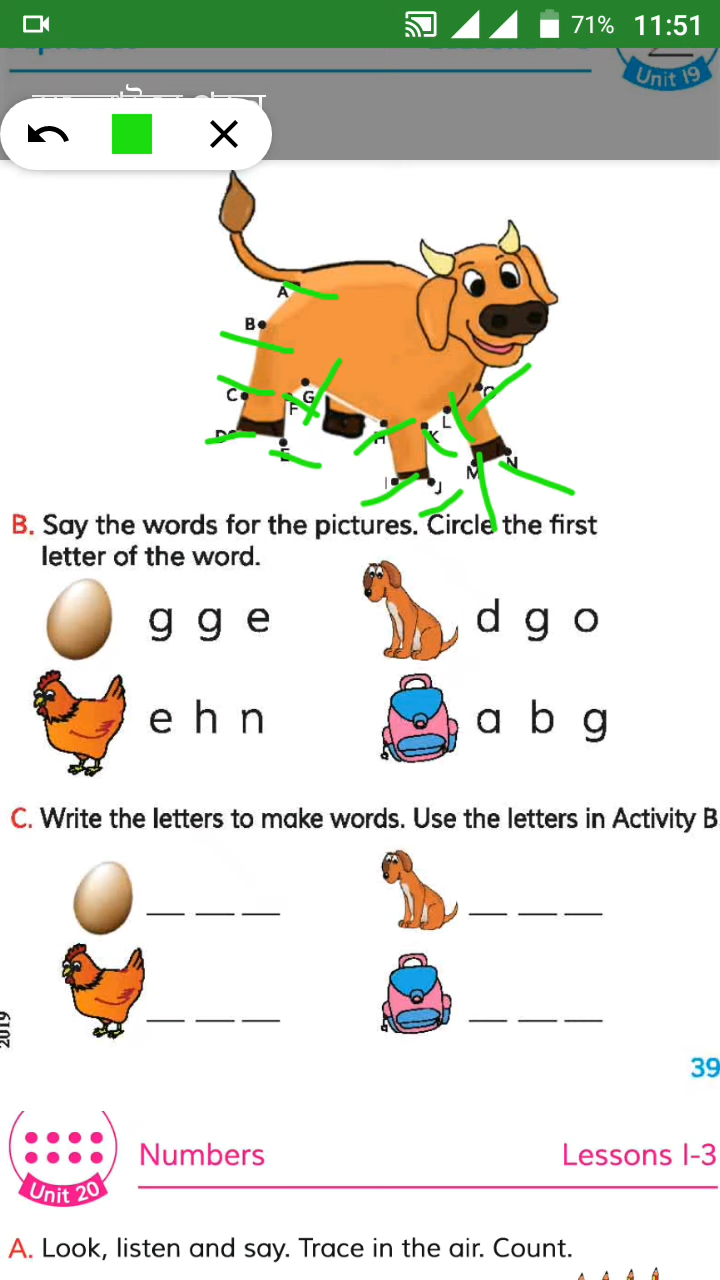 71% 11:51
Unit 19
A
B
C
G
F
E
H
K
L
I
J
M
N
B. Say the words for the pictures. Circle the first
letter of the word.
g g e
d g o
e h n
a b g
C. Write the letters to make words. Use the letters in Activity B
2019
39
Numbers Lessons 1-3
Unit 20
A. Look, listen and say. Trace in the air. Count.